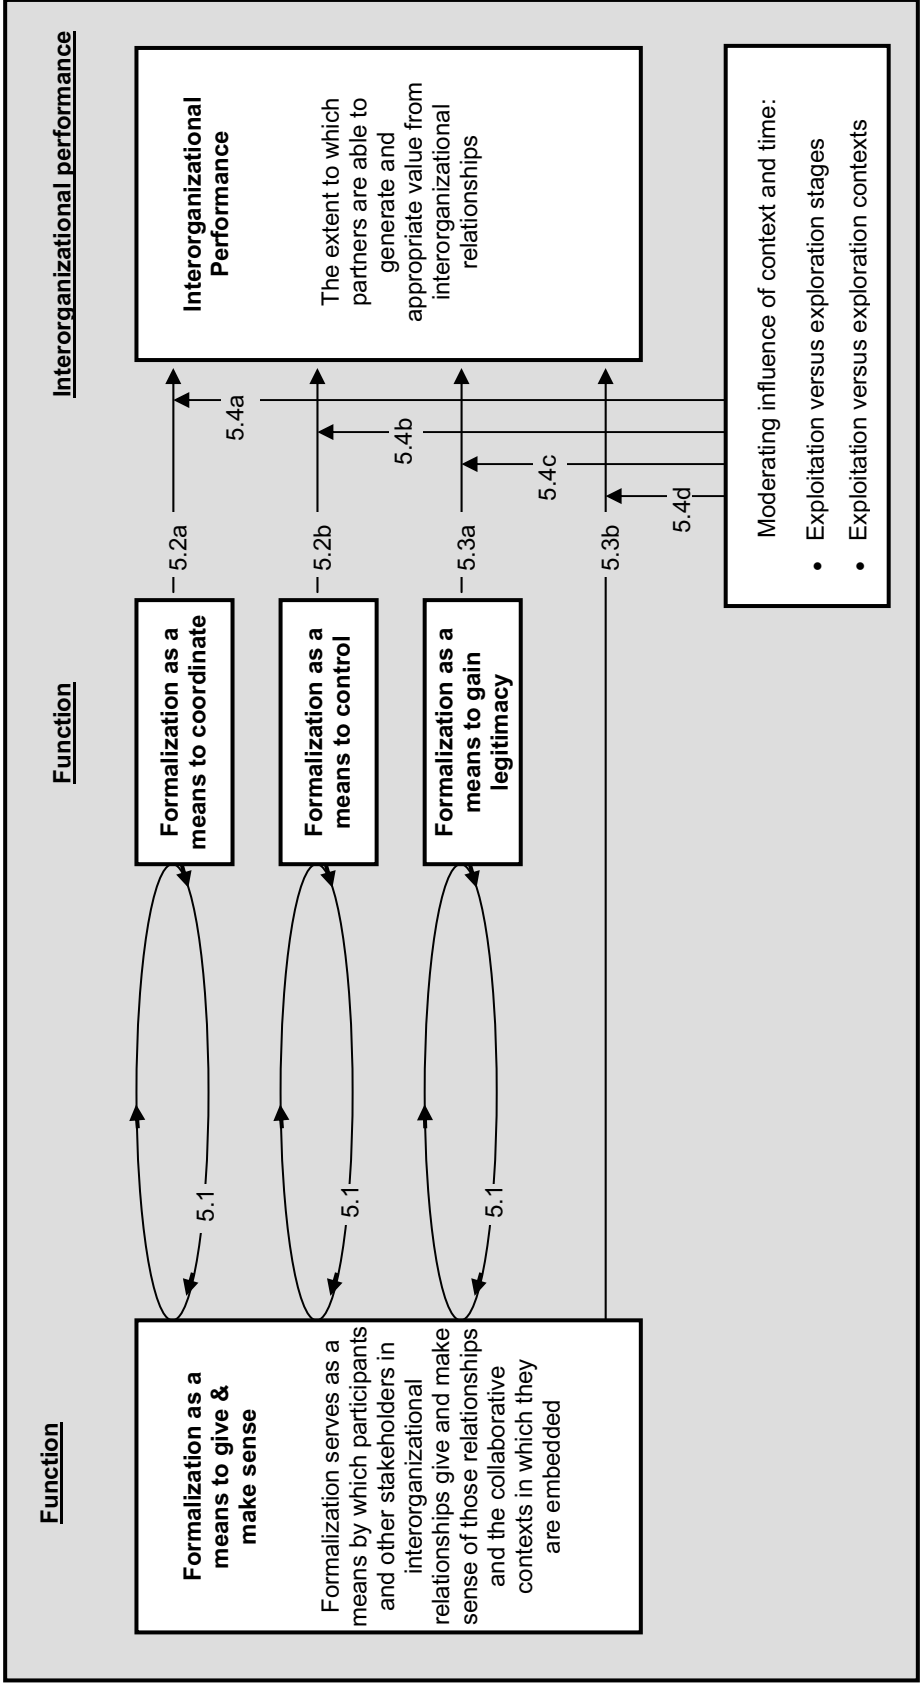 Function
Function
Interorganizational performance
Formalization as a
means to give &
make sense
Formalization serves as a
means by which participants
and other stakeholders in
interorganizational
relationships give and make
sense of those relationships
and the collaborative
contexts in which they
are embedded
5.1
5.1
5.1
Formalization as a
means to coordinate
Formalization as a
means to control
Formalization as a
means to gain
legitimacy
5.2a
5.2b
5.3a
5.3b
5.4a
5.4b
5.4c
5.4d
Interorganizational
Performance
The extent to which
partners are able to
generate and
appropriate value from
interorganizational
relationships
Moderating influence of context and time:
• Exploitation versus exploration stages
• Exploitation versus exploration contexts